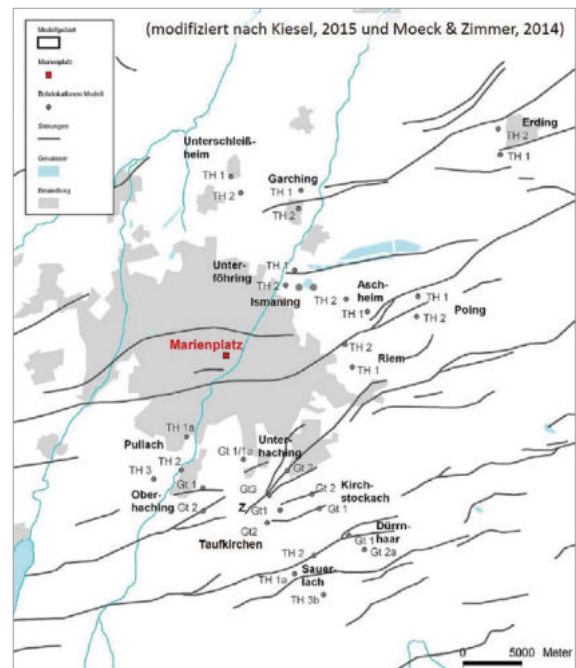 (modifiziert nach Kiesel, 2015 und Moeck & Zimmer, 2014)
Modellgebiet
Marienplatz
Bohrlokationen Modell
Störungen
Gewässer
Besiedlung
Erding
TH 2
TH 1
Unterschleiß-
heim
TH 1
TH 2
Garching
TH 1
TH 2
Unter-
föhring
TH 1
TH 2
Ismaning
TH 2
Asch-
heim
TH 1
TH 1
TH 2
Poing
Marienplatz
TH 2
Riem
TH 1
TH 1a
Pullach
TH 2
TH 3
Gt 1/1a
Unter-
haching
Gt 2
Gt 1
Gt3
Ober-
haching
Gt 2
Z
Gt1
Gt2
Taufkirchen
Gt 2
Kirch-
stockach
Gt 1
Dürrn-
haar
Gt 1
Gt 2a
TH 2
Sauer-
lach
TH 1a
TH 3b
0 5000 Meter